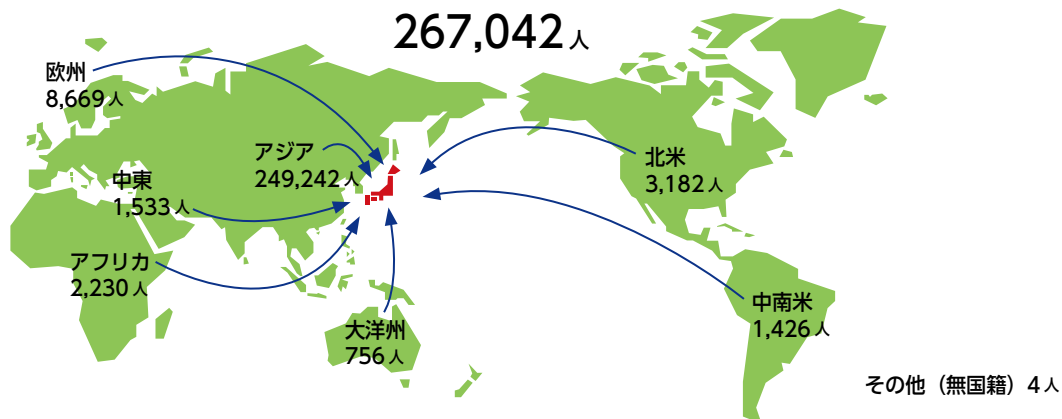 267,042人
欧州
8,669人
アジア
249,242人
中東
1,533人
アフリカ
2,230人
大洋州
756人
北米
3,182人
中南米
1,426人
その他（無国籍）4人